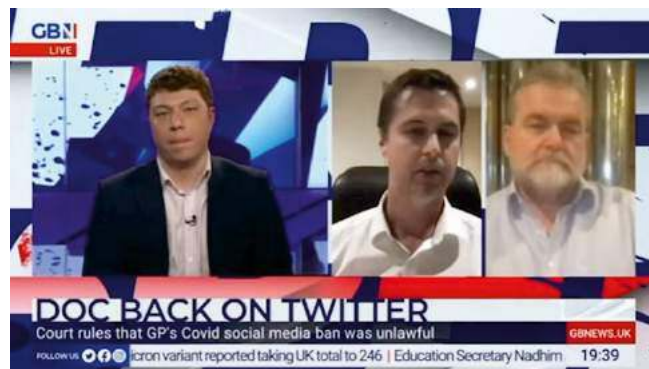 GBN
LIVE
DOC BACK ON TWITTER
Court rules that GP's Covid social media ban was unlawful
GBNEWS.UK
FOLLOW US
icron variant reported taking UK total to 246 | Education Secretary Nadhim
19:39